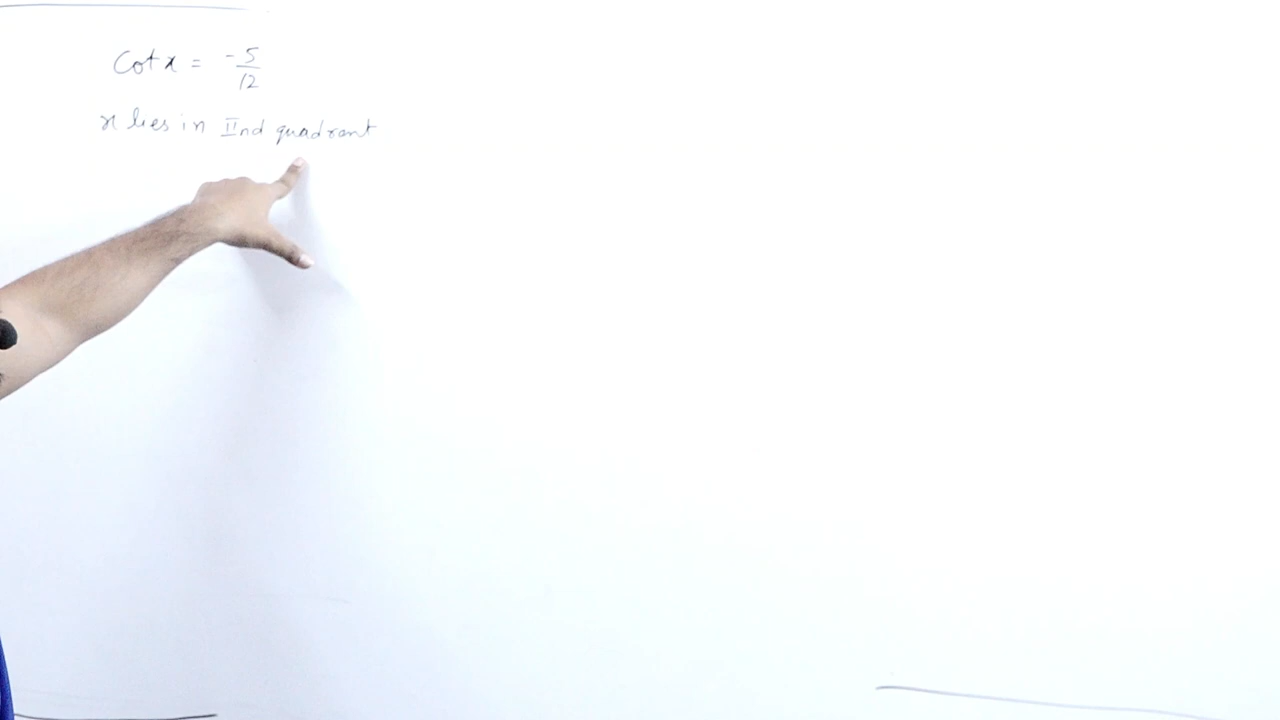 Cot x = -5/12
x lies in IInd quadrant